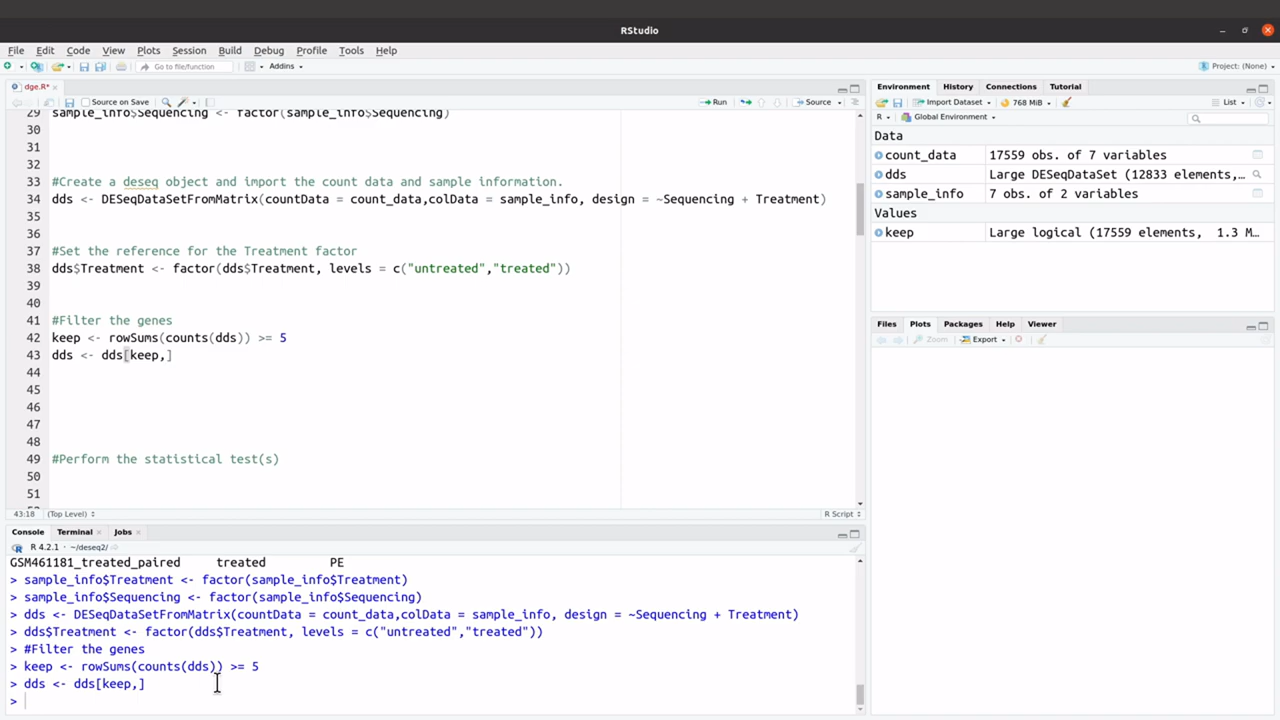 RStudio
File Edit Code View Plots Session Build Debug Profile Tools Help
Go to file/function Addins Project: (None)
dge.R*
Source on Save Run Source
29 sample_info$Sequencing <- factor(sample_info$Sequencing)
30
31
32
33 #Create a deseq object and import the count data and sample information.
34 dds <- DESeqDataSetFromMatrix(countData = count_data,colData = sample_info, design = ~Sequencing + Treatment)
35
36
37 #Set the reference for the Treatment factor
38 dds$Treatment <- factor(dds$Treatment, levels = c("untreated","treated"))
39
40
41 #Filter the genes
42 keep <- rowSums(counts(dds)) >= 5
43 dds <- dds[keep,]
44
45
46
47
48
49 #Perform the statistical test(s)
50
51
43:18 (Top Level) R Script
Console Terminal Jobs
R 4.2.1 · ~/deseq2/
GSM461181_treated_paired treated PE
> sample_info$Treatment <- factor(sample_info$Treatment)
> sample_info$Sequencing <- factor(sample_info$Sequencing)
> dds <- DESeqDataSetFromMatrix(countData = count_data,colData = sample_info, design = ~Sequencing + Treatment)
> dds$Treatment <- factor(dds$Treatment, levels = c("untreated","treated"))
> #Filter the genes
> keep <- rowSums(counts(dds)) >= 5
> dds <- dds[keep,]
>
Environment History Connections Tutorial
Import Dataset 768 MiB List
R Global Environment
Data
count_data 17559 obs. of 7 variables
dds Large DESeqDataSet (12833 elements,…
sample_info 7 obs. of 2 variables
Values
keep Large logical (17559 elements, 1.3 M…
Files Plots Packages Help Viewer
Zoom Export